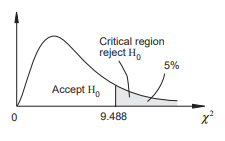 Critical region
reject H₀
5%
Accept H₀
0
9.488
χ²